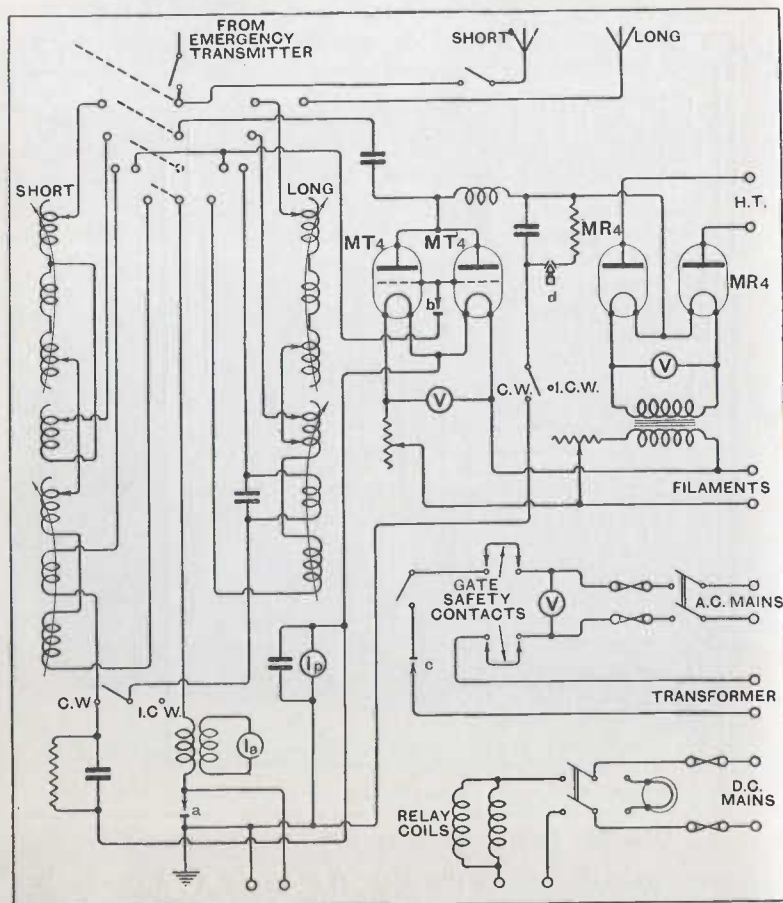 FROM
EMERGENCY
TRANSMITTER
SHORT
LONG
SHORT
LONG
H.T.
MT4
MT4
MR4
MR4
b
d
C.W.
I.C.W.
V
V
FILAMENTS
GATE
SAFETY
CONTACTS
V
A.C. MAINS
c
TRANSFORMER
Ip
C.W.
I.C.W.
Ia
a
RELAY
COILS
D.C.
MAINS